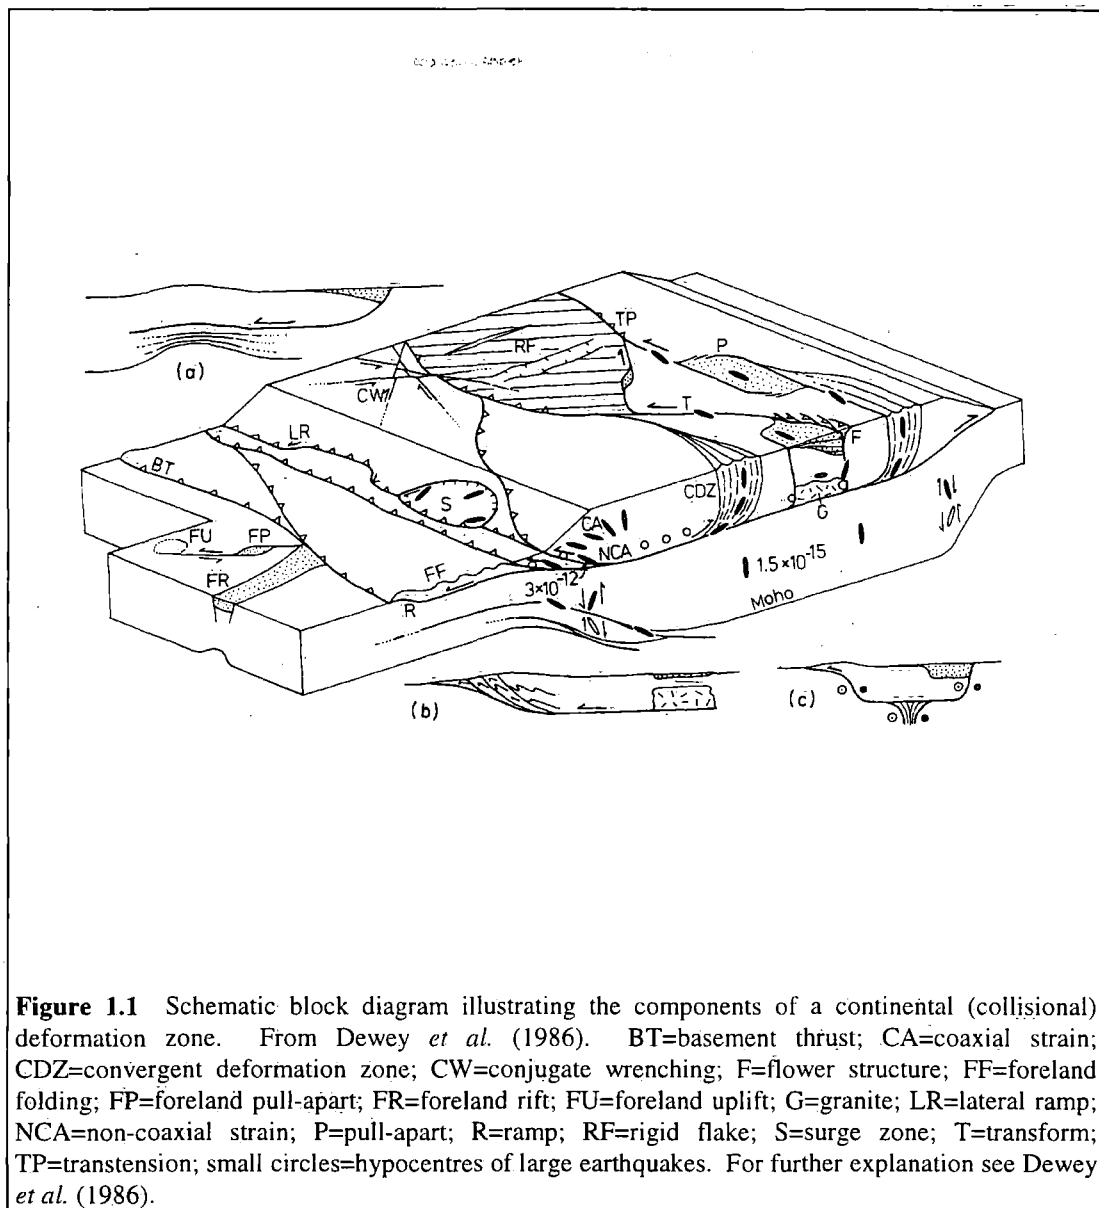 TP
P
RF
(a)
CW
T
LR
F
BT
S
CDZ
CA
G
FU
FP
NCA
FR
FF
3×10⁻¹²
1.5×10⁻¹⁵
R
Moho
(b)
(c)
Figure 1.1 Schematic block diagram illustrating the components of a continental (collisional)
deformation zone. From Dewey et al. (1986). BT=basement thrust; CA=coaxial strain;
CDZ=convergent deformation zone; CW=conjugate wrenching; F=flower structure; FF=foreland
folding; FP=foreland pull-apart; FR=foreland rift; FU=foreland uplift; G=granite; LR=lateral ramp;
NCA=non-coaxial strain; P=pull-apart; R=ramp; RF=rigid flake; S=surge zone; T=transform;
TP=transtension; small circles=hypocentres of large earthquakes. For further explanation see Dewey
et al. (1986).